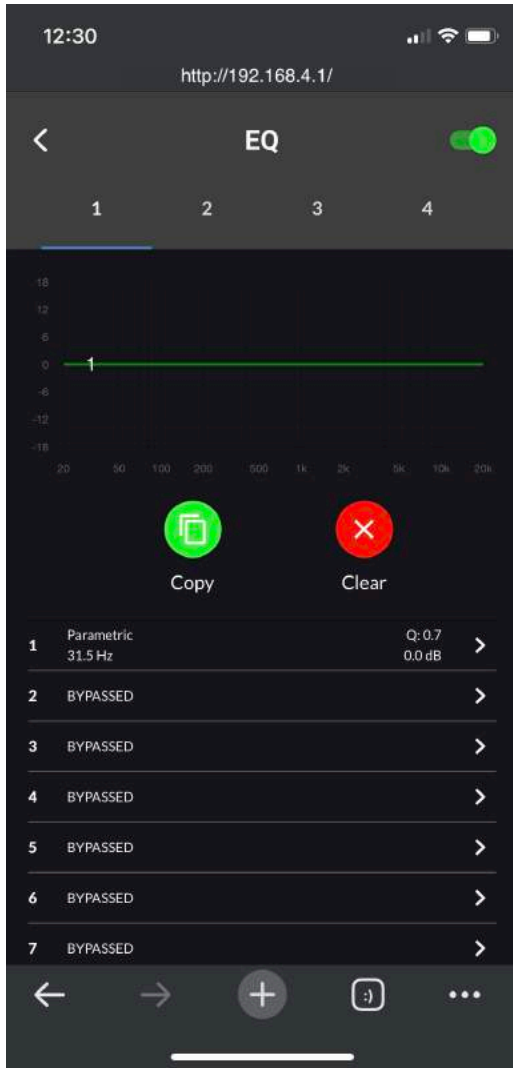 12:30
http://192.168.4.1/
EQ
1 2 3 4
18
12
6
0
-6
-12
-18
1
20 50 100 200 500 1k 2k 5k 10k 20k
Copy Clear
1 Parametric Q: 0.7
31.5 Hz 0.0 dB
2 BYPASSED
3 BYPASSED
4 BYPASSED
5 BYPASSED
6 BYPASSED
7 BYPASSED
:)